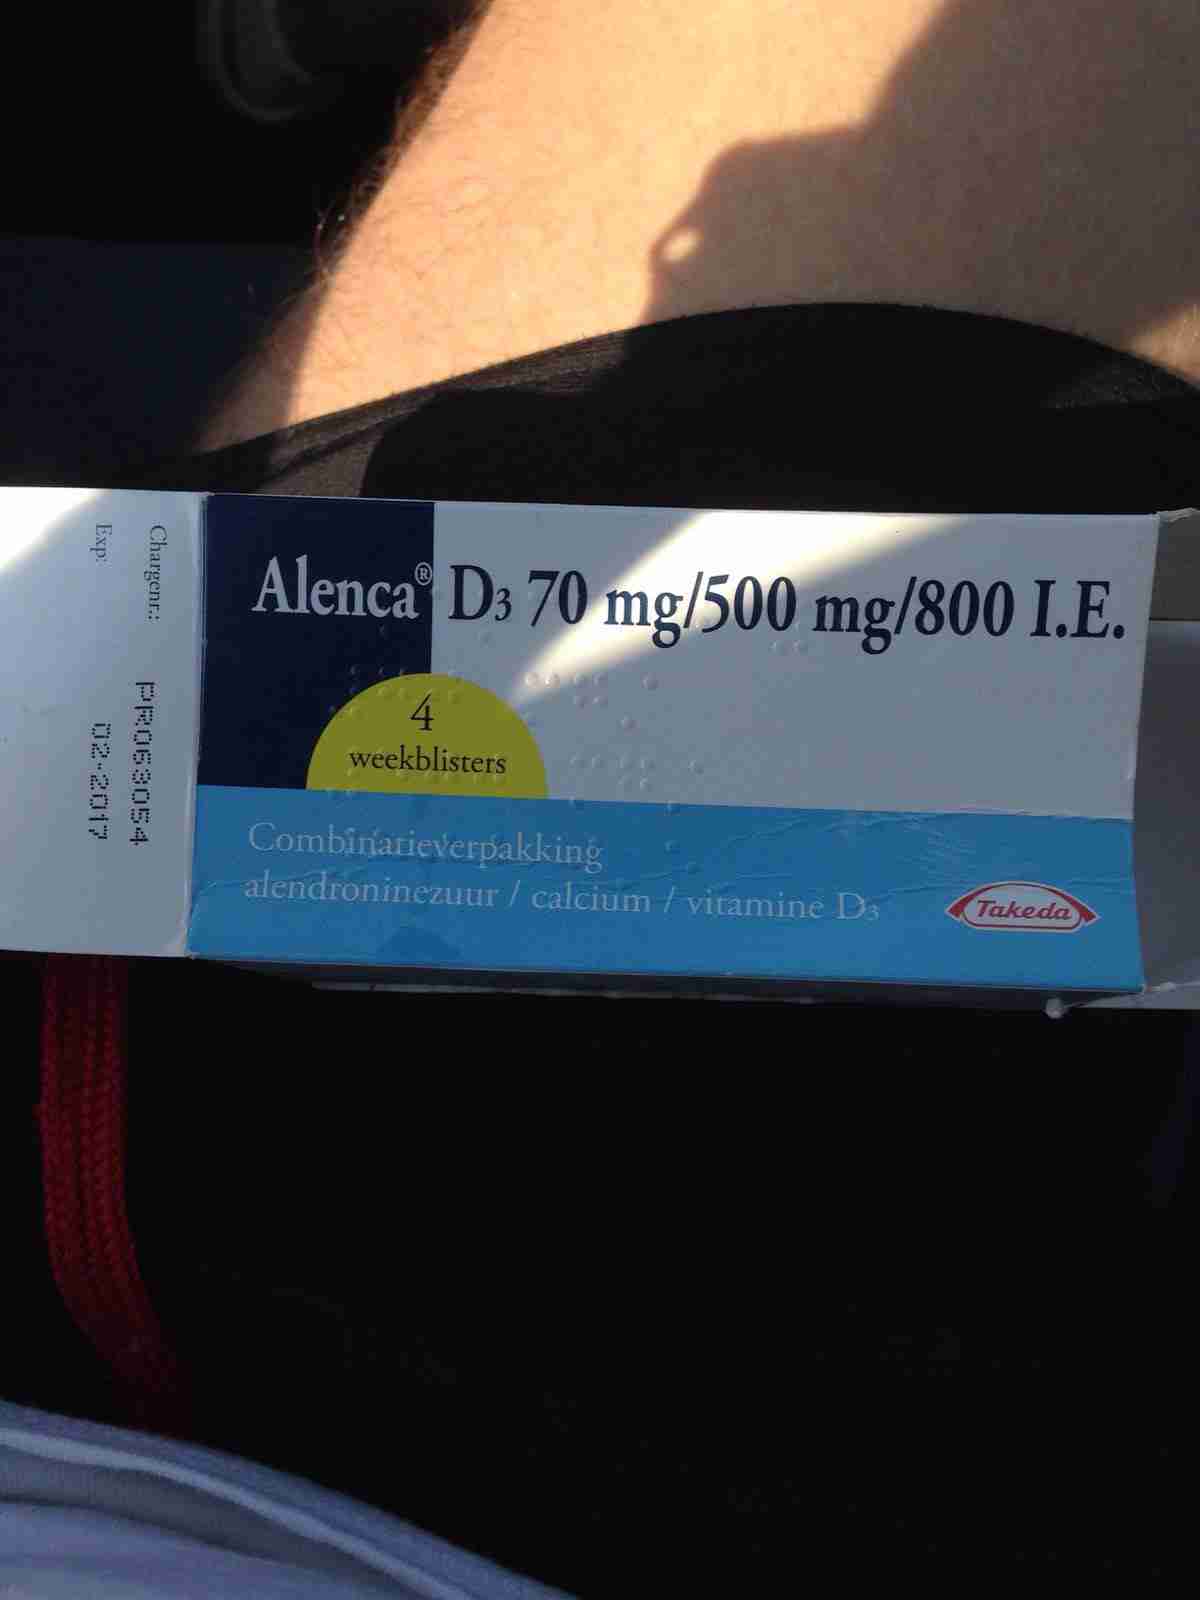 Alenca® D3 70 mg/500 mg/800 I.E.
4
weekblisters
Combinatieverpakking
alendroninezuur / calcium / vitamine D3
Takeda
Chargenr.: PR063054
Exp: 02-2017